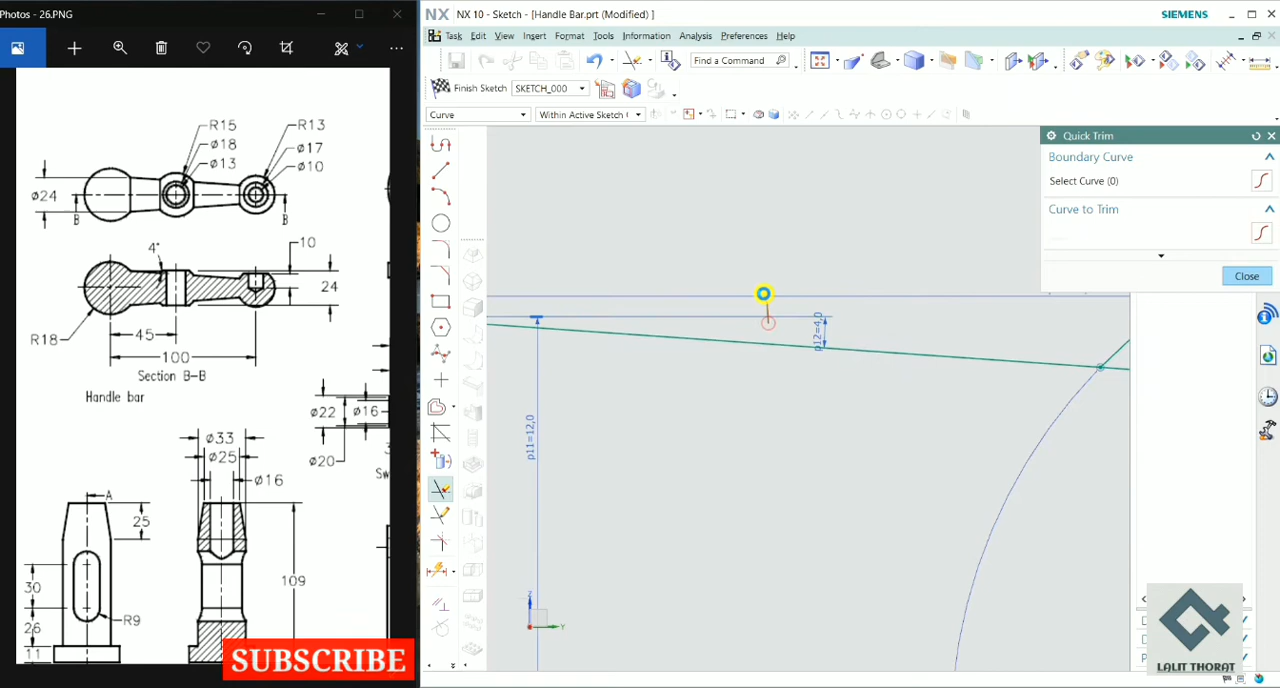 Photos - 26.PNG
R15
ø18
ø13
R13
ø17
ø10
ø24
B
B
4°
10
24
R18
45
100
Section B-B
Handle bar
ø22
ø16
ø20
Sw
ø33
ø25
ø16
A
25
30
26
11
R9
109
SUBSCRIBE
NX
NX 10 - Sketch - [Handle Bar.prt (Modified) ]
SIEMENS
Task Edit View Insert Format Tools Information Analysis Preferences Help
Find a Command
Finish Sketch
SKETCH_000
Curve
Within Active Sketch
Quick Trim
Boundary Curve
Select Curve (0)
Curve to Trim
Close
p12=4,0
p11=12,0
Z
Y
LALIT THORAT